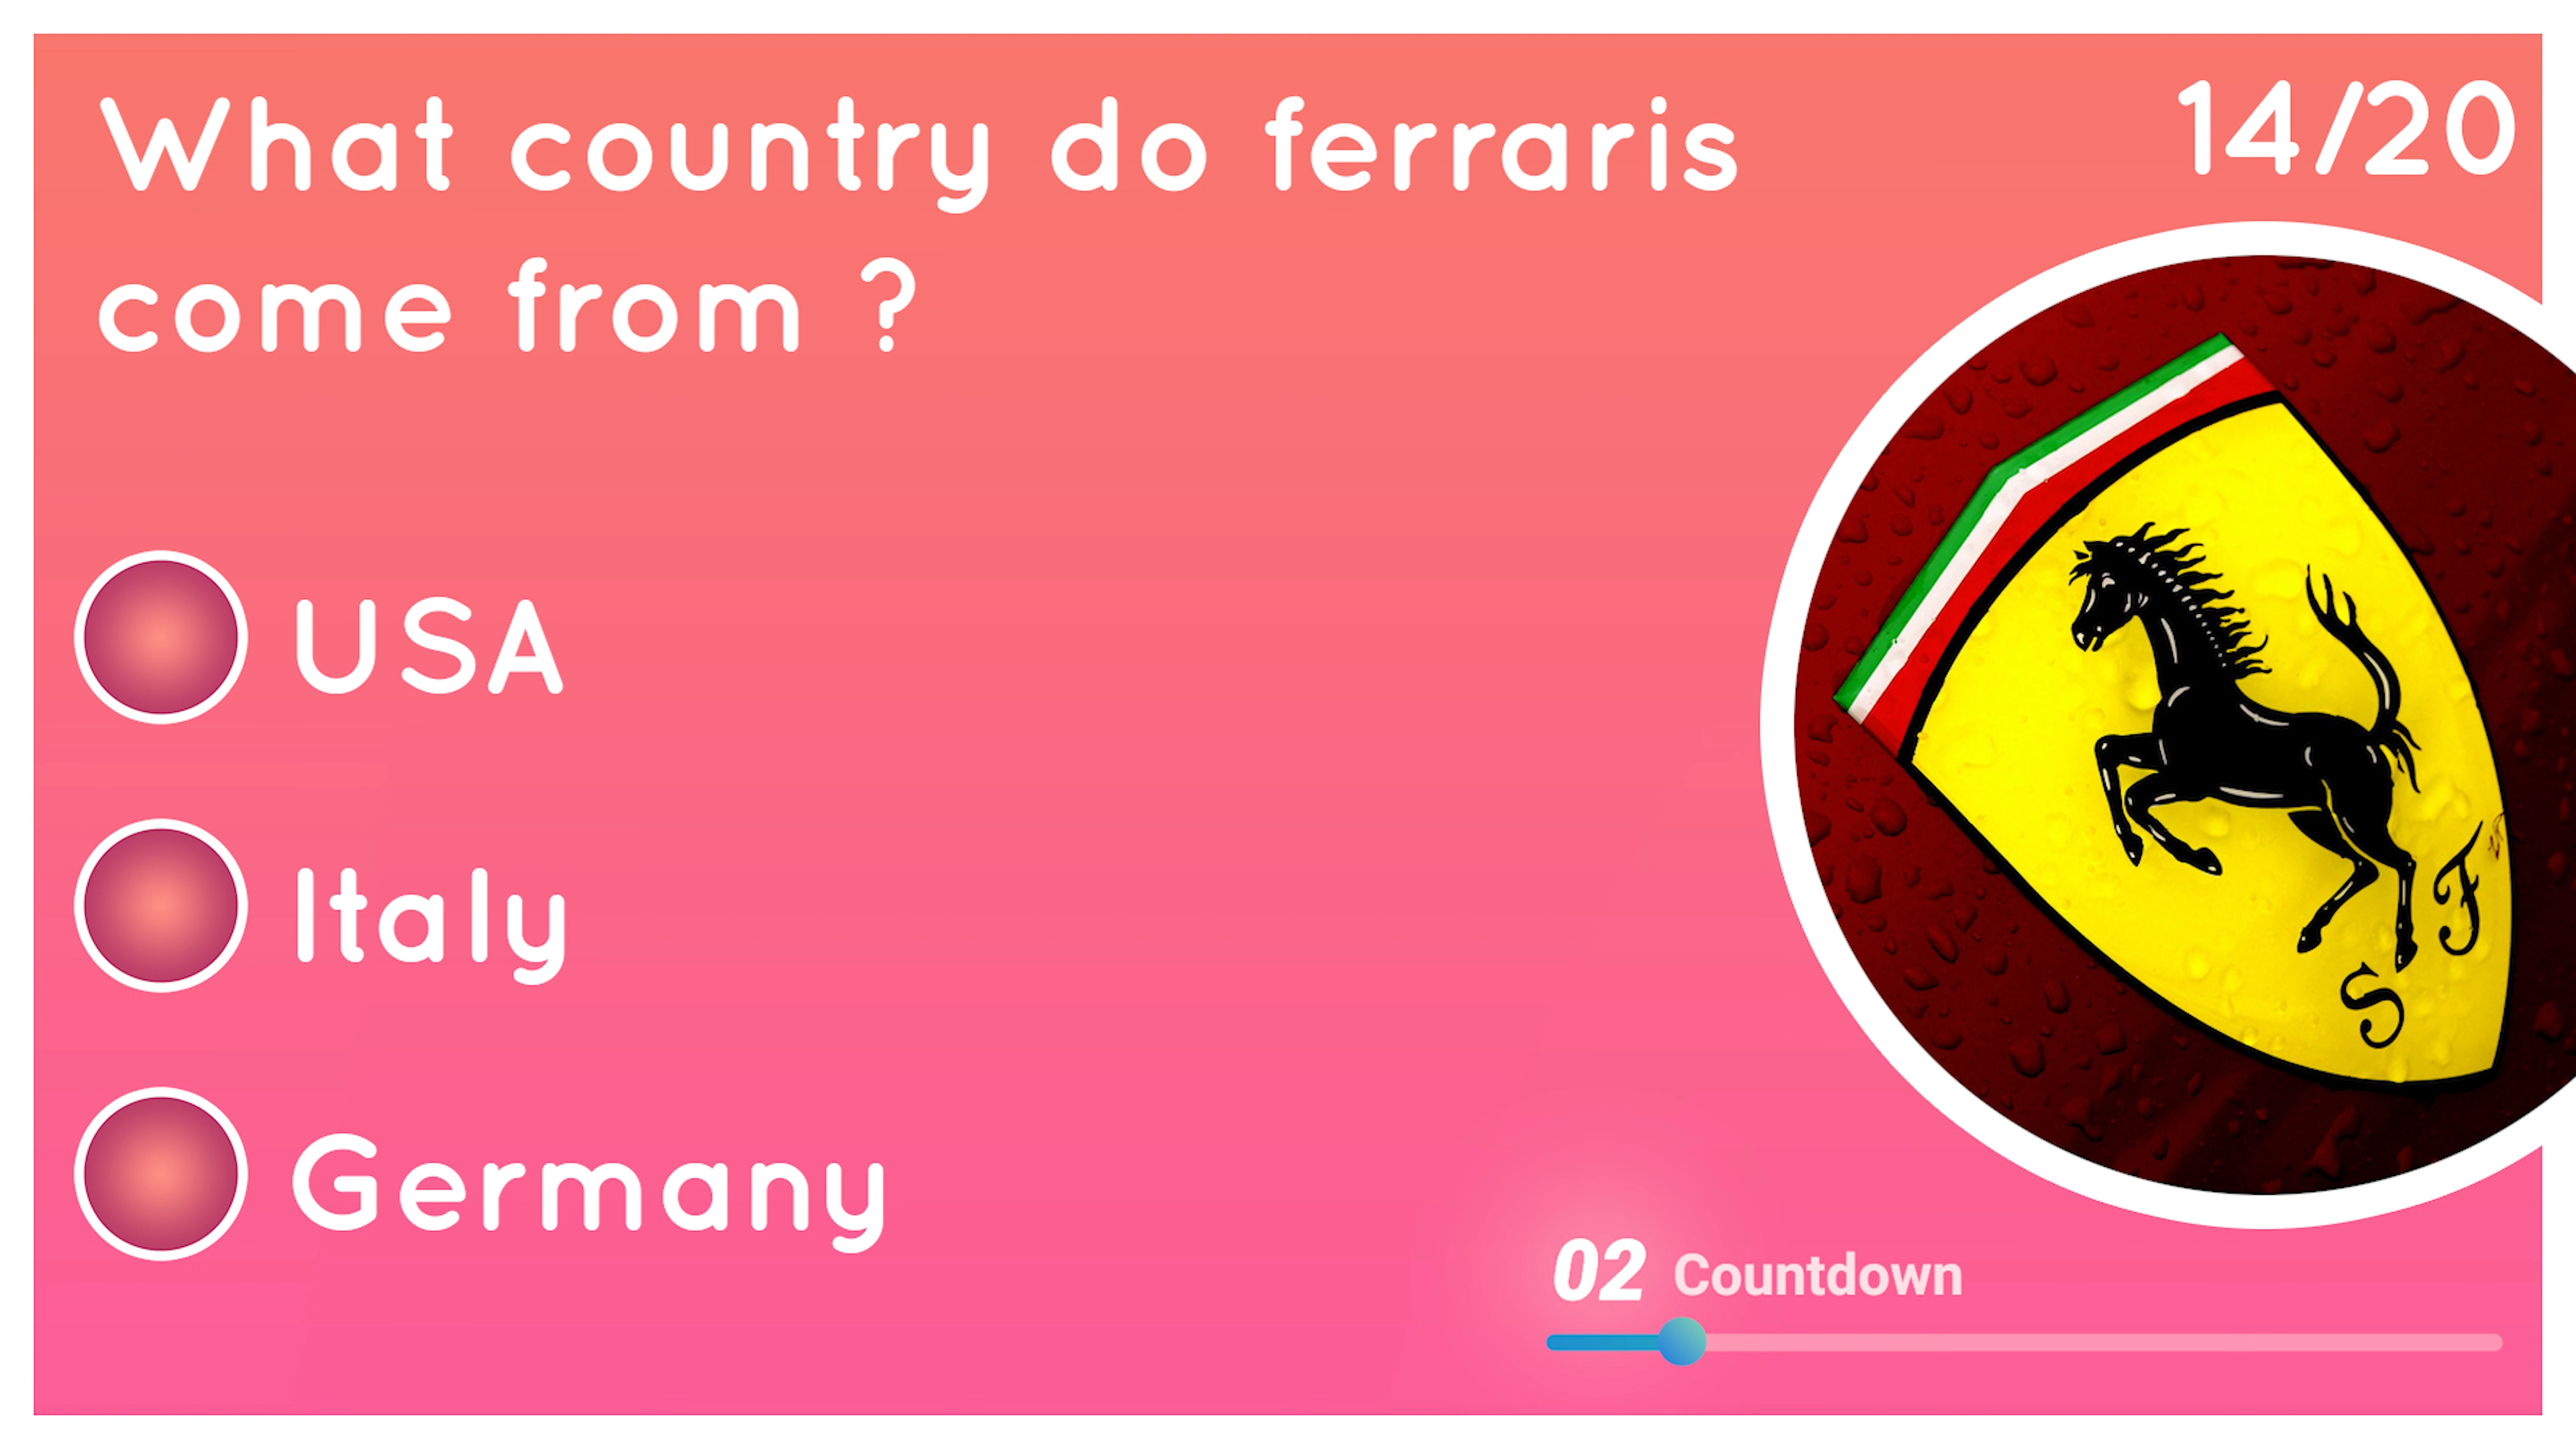 What country do ferraris
come from ?
14/20
USA
Italy
Germany
S F
02 Countdown